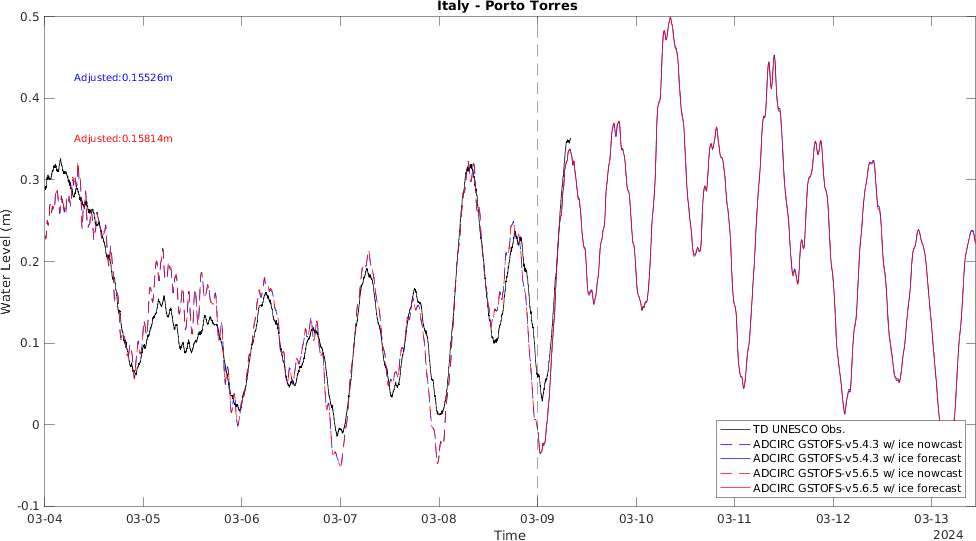 Italy - Porto Torres
0.5
0.4
0.3
0.2
0.1
0
-0.1
Water Level (m)
Adjusted:0.15526m
Adjusted:0.15814m
TD UNESCO Obs.
ADCIRC GSTOFS-v5.4.3 w/ ice nowcast
ADCIRC GSTOFS-v5.4.3 w/ ice forecast
ADCIRC GSTOFS-v5.6.5 w/ ice nowcast
ADCIRC GSTOFS-v5.6.5 w/ ice forecast
03-04 03-05 03-06 03-07 03-08 03-09 03-10 03-11 03-12 03-13
Time
2024